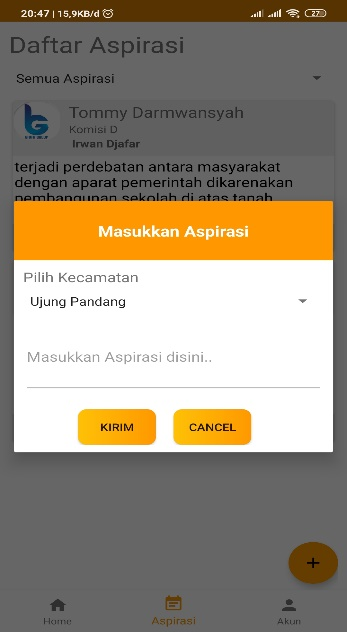 20:47 | 15,9KB/d
27
Daftar Aspirasi
Semua Aspirasi
Tommy Darmwansyah
Komisi D
Irwan Djafar
terjadi perdebatan antara masyarakat
dengan aparat pemerintah dikarenakan
pembangunan sekolah di atas tanah
Masukkan Aspirasi
Pilih Kecamatan
Ujung Pandang
Masukkan Aspirasi disini..
KIRIM
CANCEL
+
Home
Aspirasi
Akun